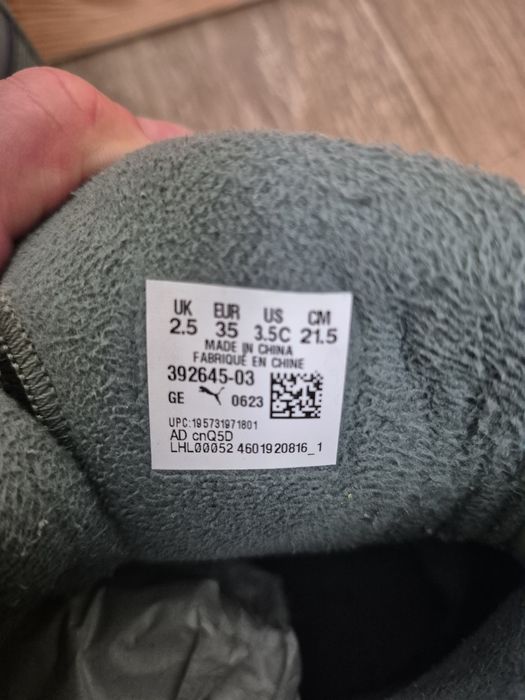 UK EUR US CM
2.5 35 3.5C 21.5
MADE IN CHINA
FABRIQUÉ EN CHINE
392645-03
GE 0623
UPC:195731971801
AD cnQ5D
LHL00052 4601920816_1